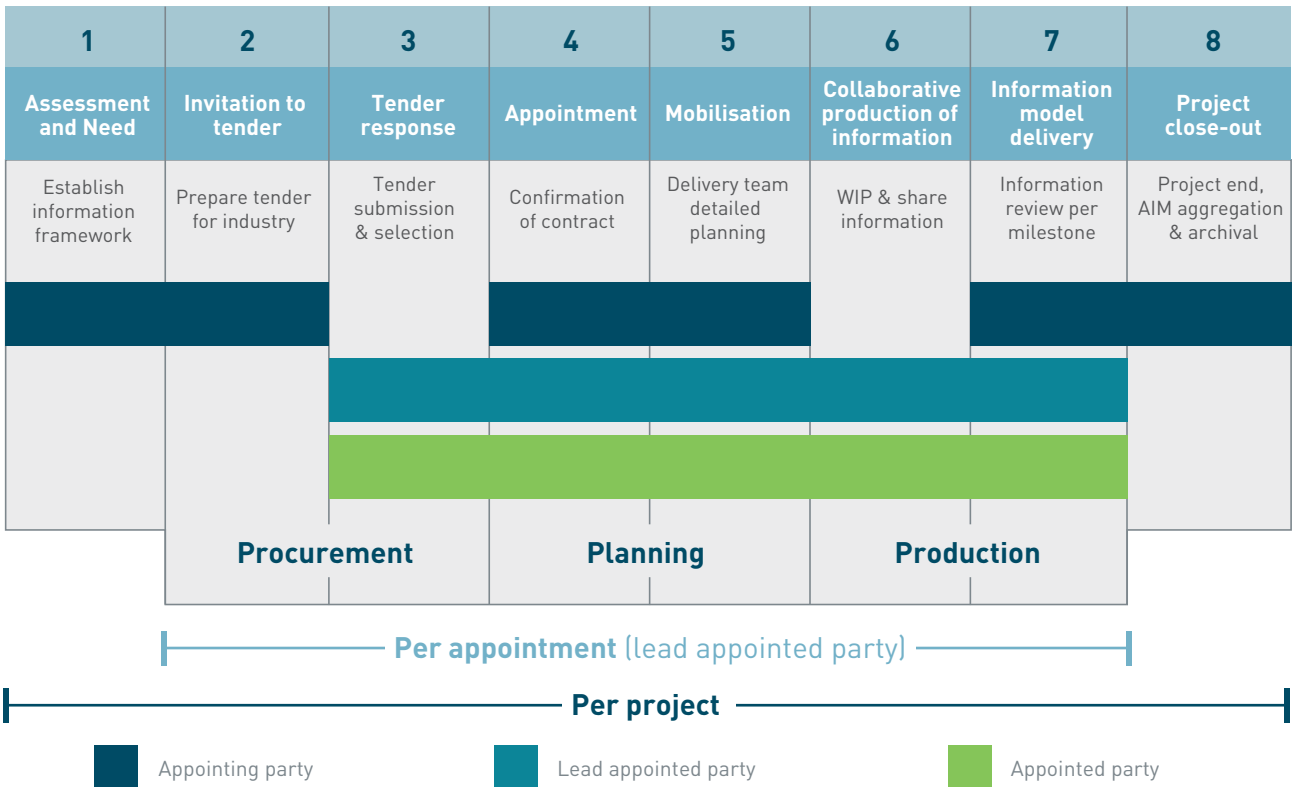 1
2
3
4
5
6
7
8
Assessment
and Need
Invitation to
tender
Tender
response
Appointment
Mobilisation
Collaborative
production of
information
Information
model
delivery
Project
close-out
Establish
information
framework
Prepare tender
for industry
Tender
submission
& selection
Confirmation
of contract
Delivery team
detailed
planning
WIP & share
information
Information
review per
milestone
Project end,
AIM aggregation
& archival
Procurement
Planning
Production
Per appointment (lead appointed party)
Per project
Appointing party
Lead appointed party
Appointed party